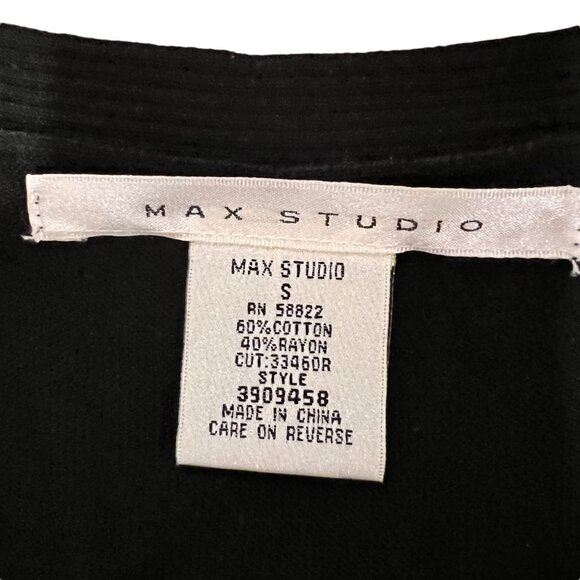 MAX STUDIO
MAX STUDIO
S
RN 58822
60%COTTON
40%RAYON
CUT:33460R
STYLE
3909458
MADE IN CHINA
CARE ON REVERSE